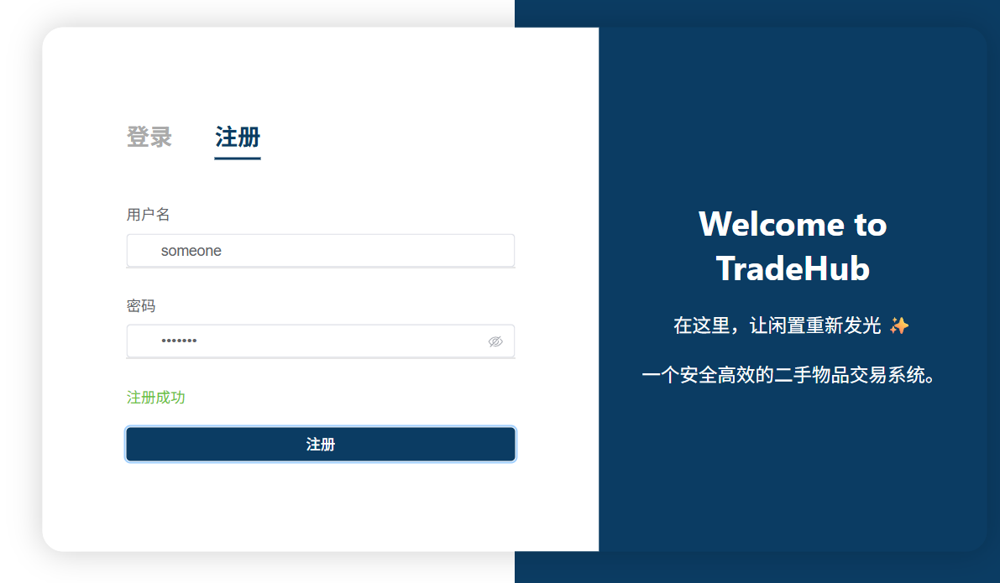 登录
注册
用户名
someone
密码
•••••••
注册成功
注册
Welcome to
TradeHub
在这里，让闲置重新发光 ✨
一个安全高效的二手物品交易系统。